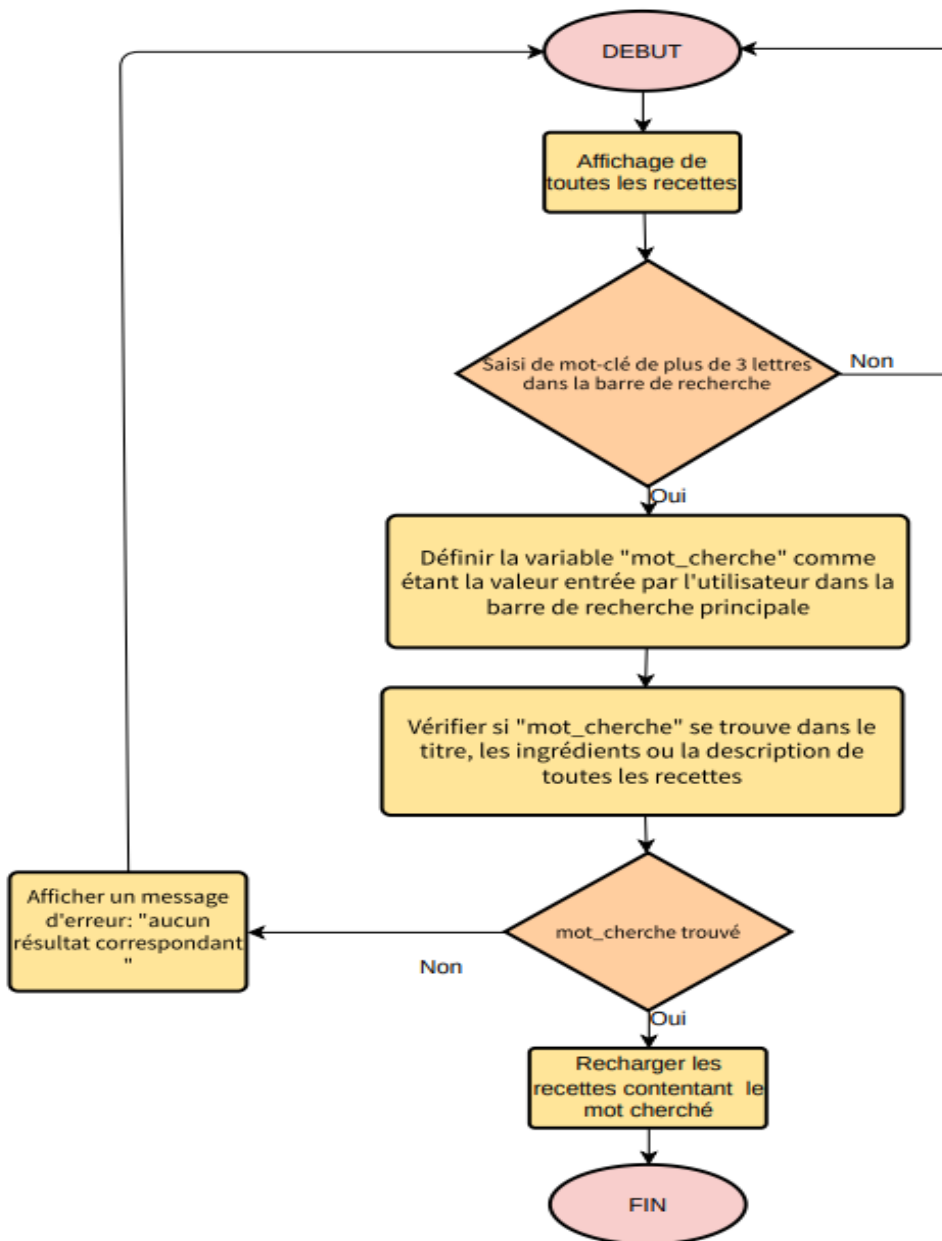 DEBUT
Affichage de
toutes les recettes
Saisi de mot-clé de plus de 3 lettres
dans la barre de recherche
Non
Oui
Définir la variable "mot_cherche" comme
étant la valeur entrée par l'utilisateur dans la
barre de recherche principale
Vérifier si "mot_cherche" se trouve dans le
titre, les ingrédients ou la description de
toutes les recettes
mot_cherche trouvé
Non
Afficher un message
d'erreur: "aucun
résultat correspondant
"
Oui
Recharger les
recettes contentant le
mot cherché
FIN